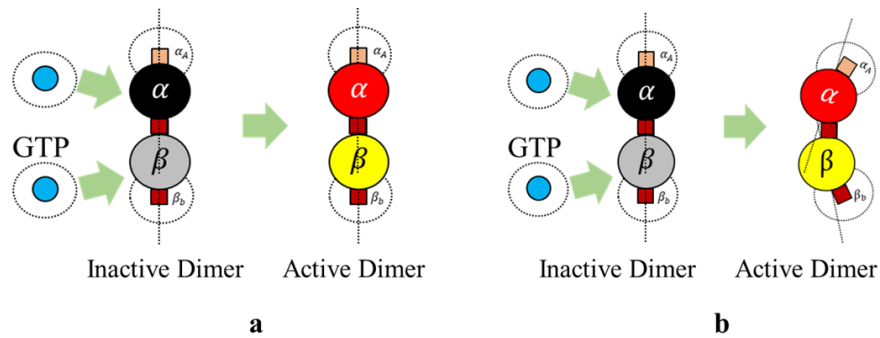 α_A
α
GTP
β
β_b
Inactive Dimer
α_A
α
β
β_b
Active Dimer
a
α_A
α
GTP
β
β_b
Inactive Dimer
α_A
α
β
β_b
Active Dimer
b